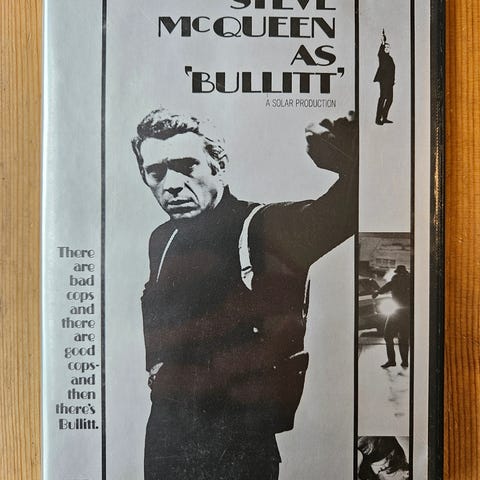 STEVE
McQUEEN
AS
'BULLITT'
A SOLAR PRODUCTION
There
are
bad
cops
and
there
are
good
cops-
and
then
there's
Bullitt.